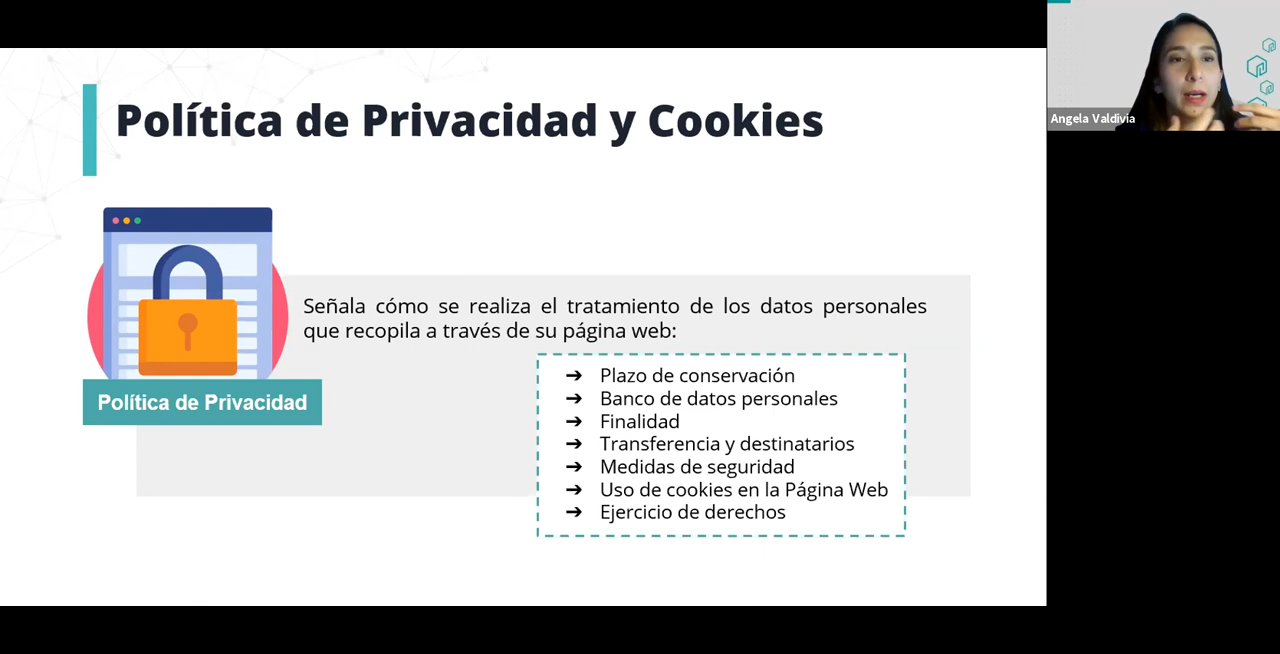 Política de Privacidad y Cookies
Angela Valdivia
Señala cómo se realiza el tratamiento de los datos personales
que recopila a través de su página web:
Política de Privacidad
➔ Plazo de conservación
➔ Banco de datos personales
➔ Finalidad
➔ Transferencia y destinatarios
➔ Medidas de seguridad
➔ Uso de cookies en la Página Web
➔ Ejercicio de derechos